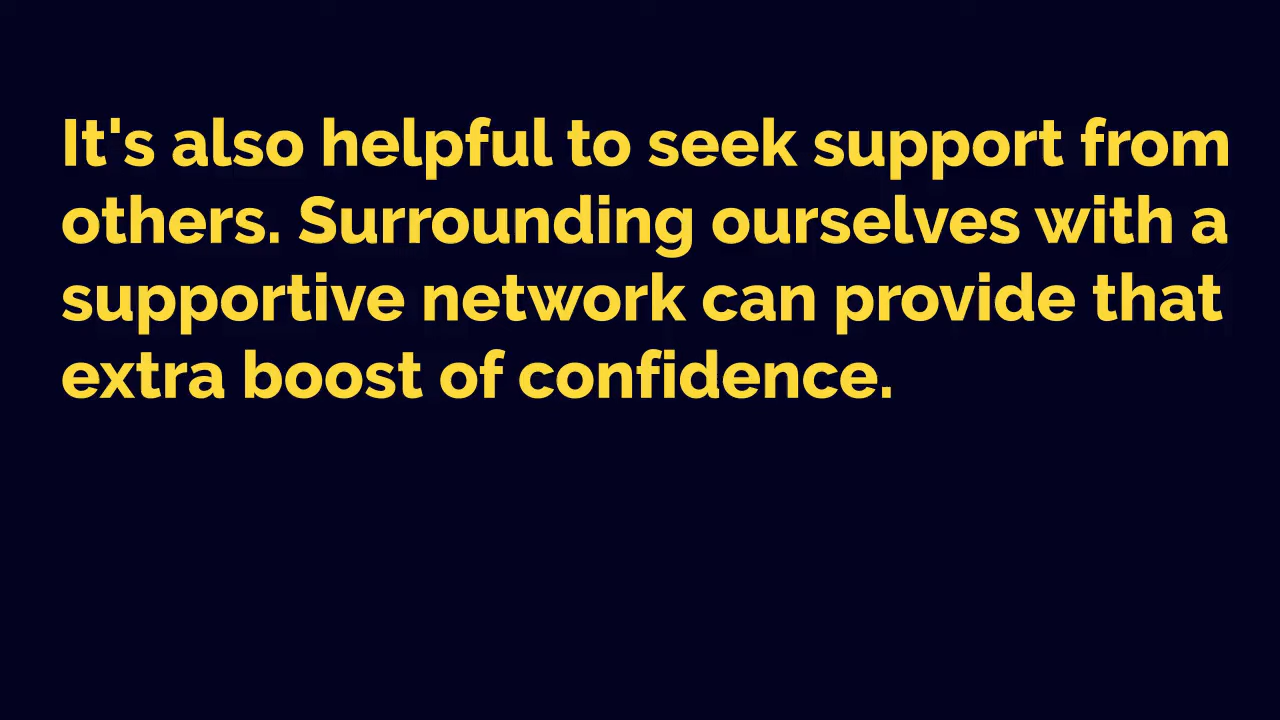 It's also helpful to seek support from
others. Surrounding ourselves with a
supportive network can provide that
extra boost of confidence.